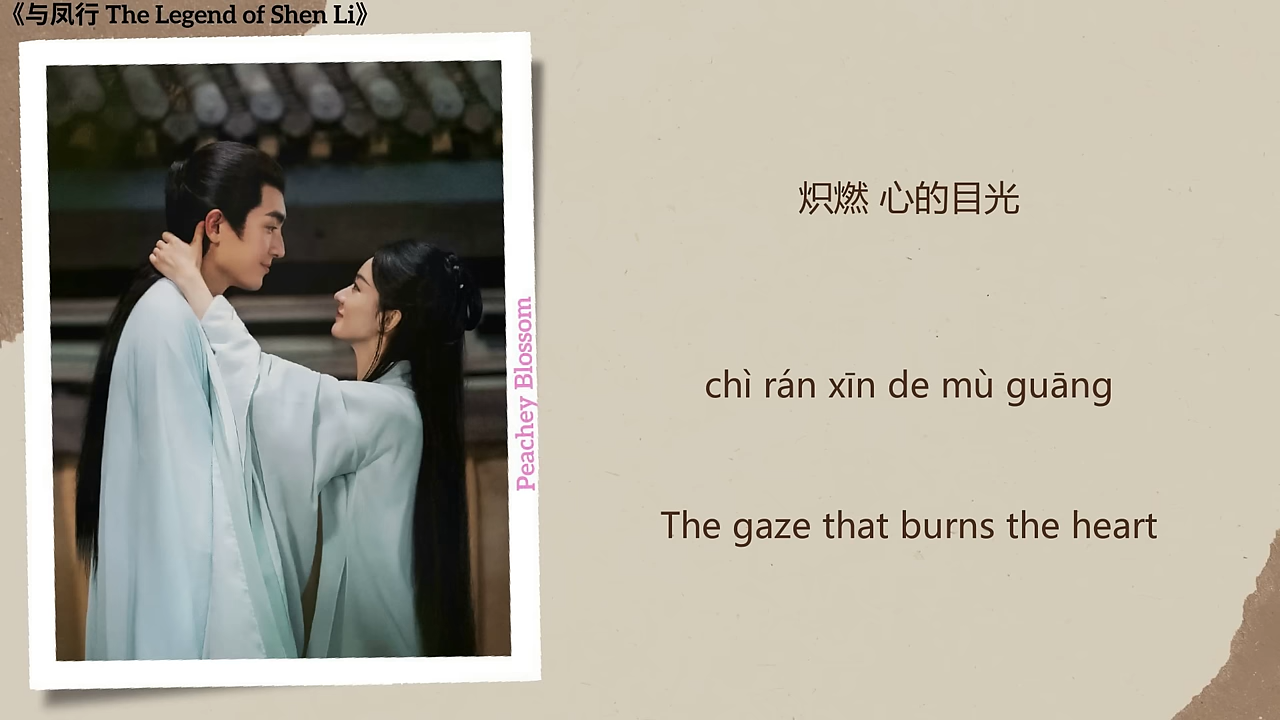 《与凤行 The Legend of Shen Li》
炽燃 心的目光
chì rán xīn de mù guāng
The gaze that burns the heart
Peachey Blossom